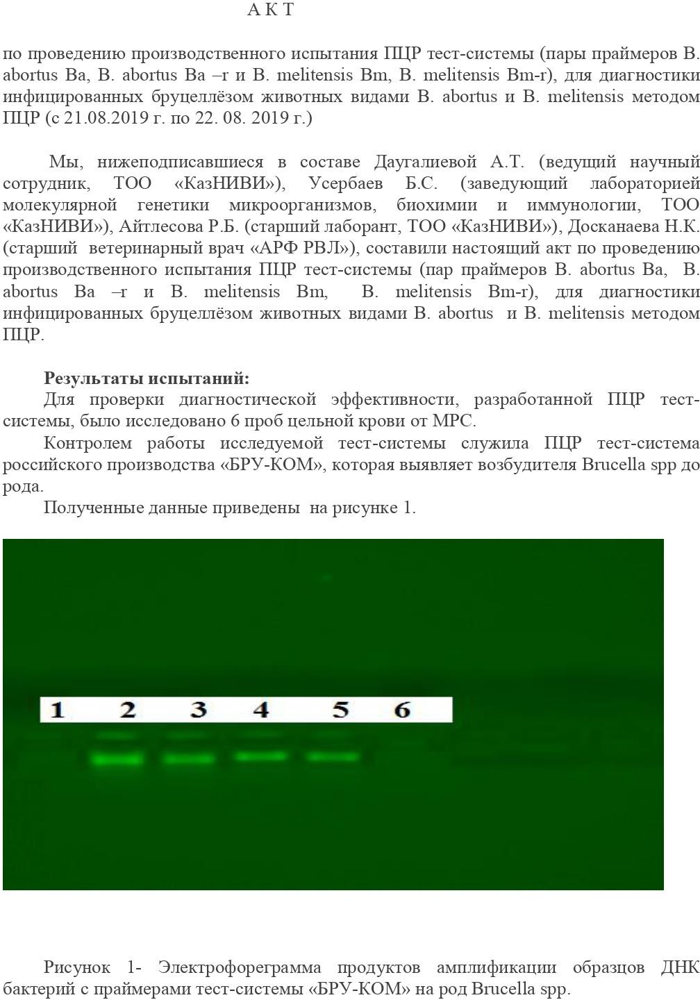 А К Т
по проведению производственного испытания ПЦР тест-системы (пары праймеров B.
abortus Ba, B. abortus Ba –r и B. melitensis Bm, B. melitensis Bm-r), для диагностики
инфицированных бруцеллёзом животных видами B. abortus и B. melitensis методом
ПЦР (с 21.08.2019 г. по 22. 08. 2019 г.)
Мы, нижеподписавшиеся в составе Даугалиевой А.Т. (ведущий научный
сотрудник, ТОО «КазНИВИ»), Усербаев Б.С. (заведующий лабораторией
молекулярной генетики микроорганизмов, биохимии и иммунологии, ТОО
«КазНИВИ»), Айтлесова Р.Б. (старший лаборант, ТОО «КазНИВИ»), Досканаева Н.К.
(старший ветеринарный врач «АРФ РВЛ»), составили настоящий акт по проведению
производственного испытания ПЦР тест-системы (пар праймеров B. abortus Ba, B.
abortus Ba –r и B. melitensis Bm, B. melitensis Bm-r), для диагностики
инфицированных бруцеллёзом животных видами B. abortus и B. melitensis методом
ПЦР.
Результаты испытаний:
Для проверки диагностической эффективности, разработанной ПЦР тест-
системы, было исследовано 6 проб цельной крови от МРС.
Контролем работы исследуемой тест-системы служила ПЦР тест-система
российского производства «БРУ-КОМ», которая выявляет возбудителя Brucella spp до
рода.
Полученные данные приведены на рисунке 1.
1 2 3 4 5 6
Рисунок 1- Электрофореграмма продуктов амплификации образцов ДНК
бактерий с праймерами тест-системы «БРУ-КОМ» на род Brucella spp.